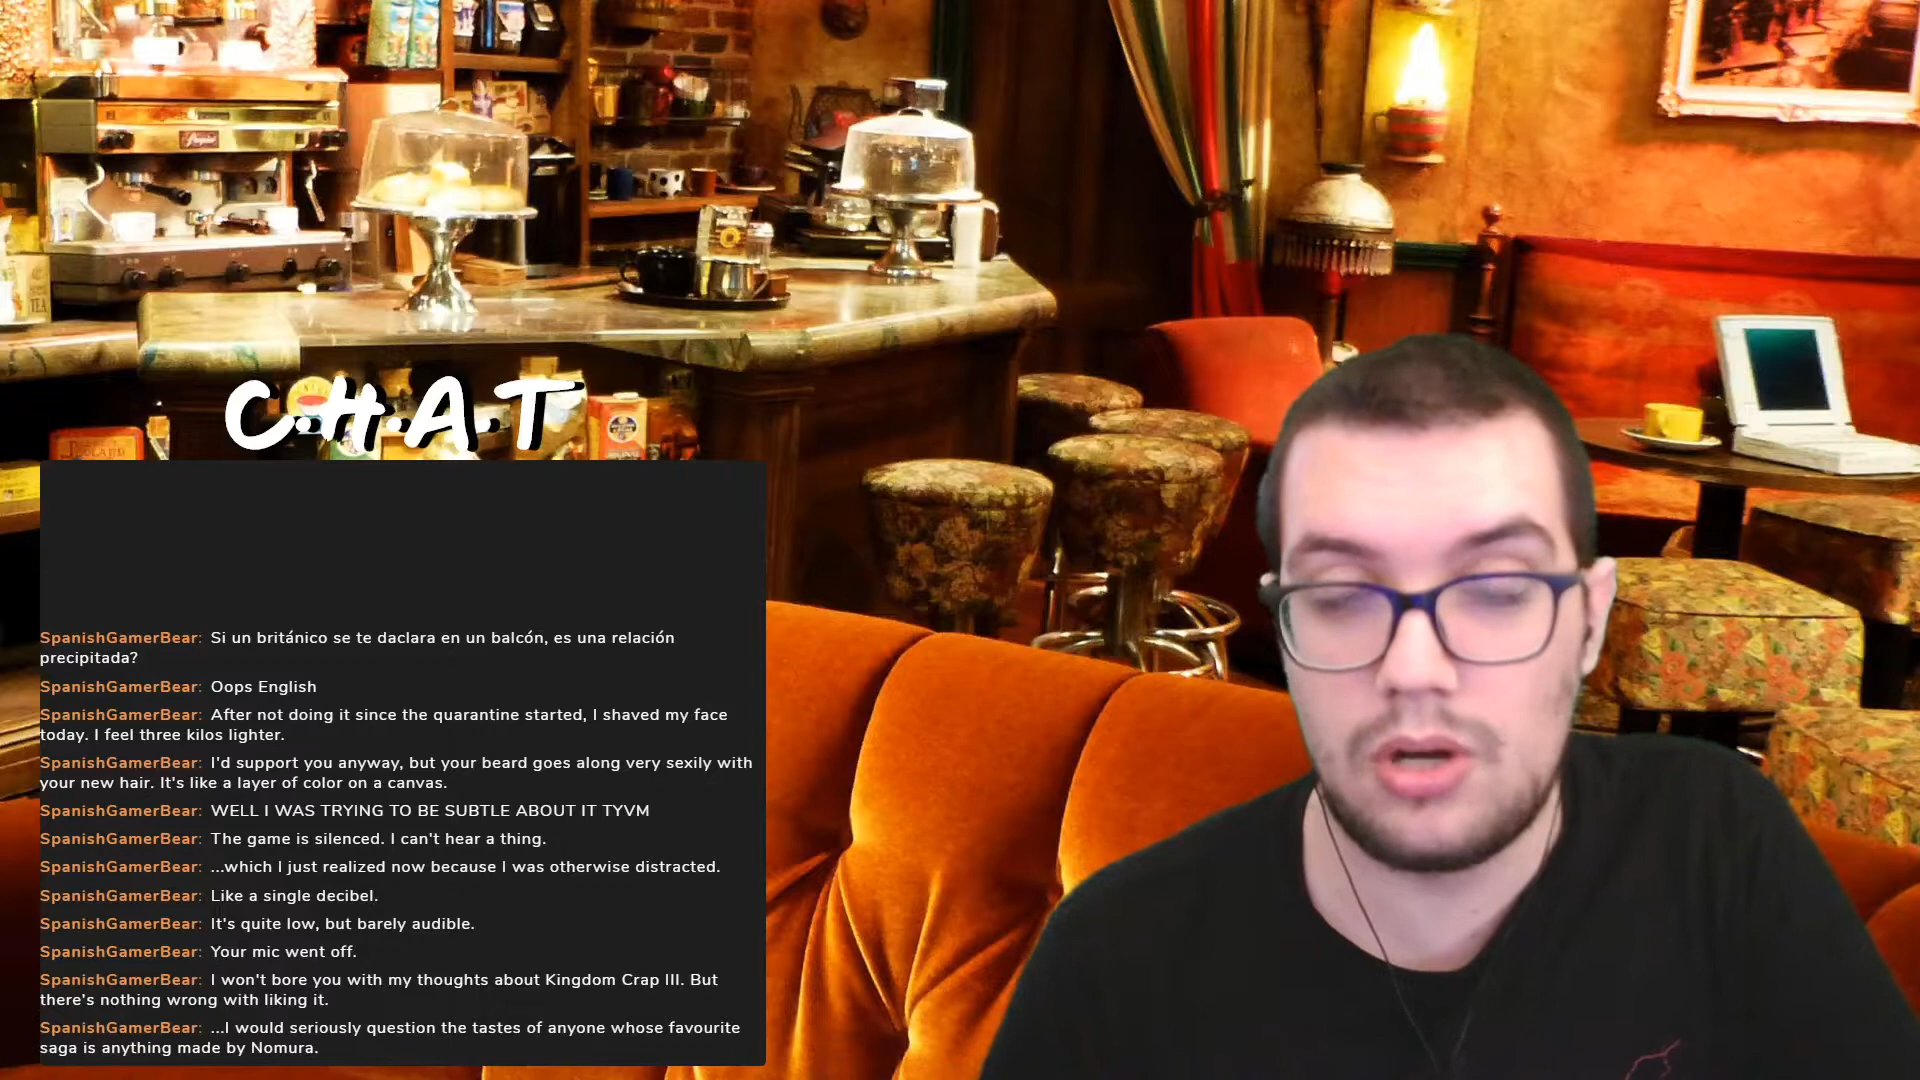 C·H·A·T
SpanishGamerBear: Si un británico se te daclara en un balcón, es una relación
precipitada?
SpanishGamerBear: Oops English
SpanishGamerBear: After not doing it since the quarantine started, I shaved my face
today. I feel three kilos lighter.
SpanishGamerBear: I'd support you anyway, but your beard goes along very sexily with
your new hair. It's like a layer of color on a canvas.
SpanishGamerBear: WELL I WAS TRYING TO BE SUBTLE ABOUT IT TYVM
SpanishGamerBear: The game is silenced. I can't hear a thing.
SpanishGamerBear: ...which I just realized now because I was otherwise distracted.
SpanishGamerBear: Like a single decibel.
SpanishGamerBear: It's quite low, but barely audible.
SpanishGamerBear: Your mic went off.
SpanishGamerBear: I won't bore you with my thoughts about Kingdom Crap III. But
there's nothing wrong with liking it.
SpanishGamerBear: ...I would seriously question the tastes of anyone whose favourite
saga is anything made by Nomura.
TEA